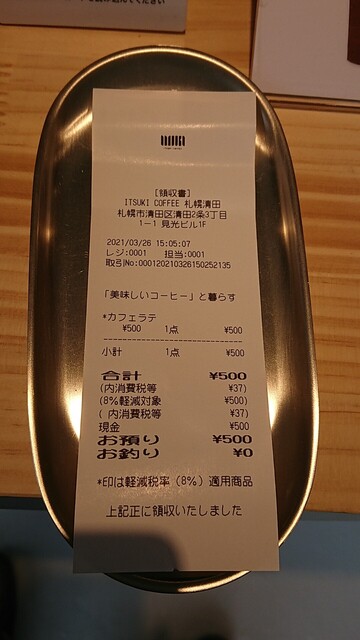 [領収書]
ITSUKI COFFEE 札幌清田
札幌市清田区清田2条3丁目
1-1 見光ビル1F
2021/03/26 15:05:07
レジ:0001 担当:0001
取引No:00012021032615025 2135
「美味しいコーヒー」と暮らす
*カフェラテ
¥500 1点 ¥500
小計 1点 ¥500
合計 ¥500
(内消費税等 ¥37)
(8%軽減対象 ¥500)
(内消費税等 ¥37)
現金 ¥500
お預り ¥500
お釣り ¥0
*印は軽減税率(8%)適用商品
上記正に領収いたしました